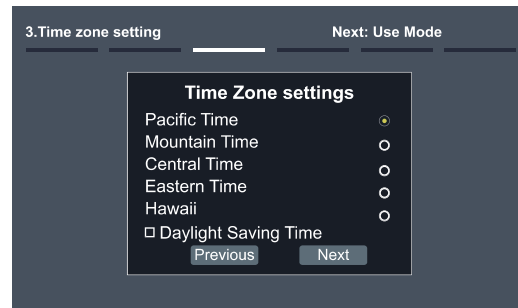 3.Time zone setting
Next: Use Mode
Time Zone settings
Pacific Time
Mountain Time
Central Time
Eastern Time
Hawaii
Daylight Saving Time
Previous
Next